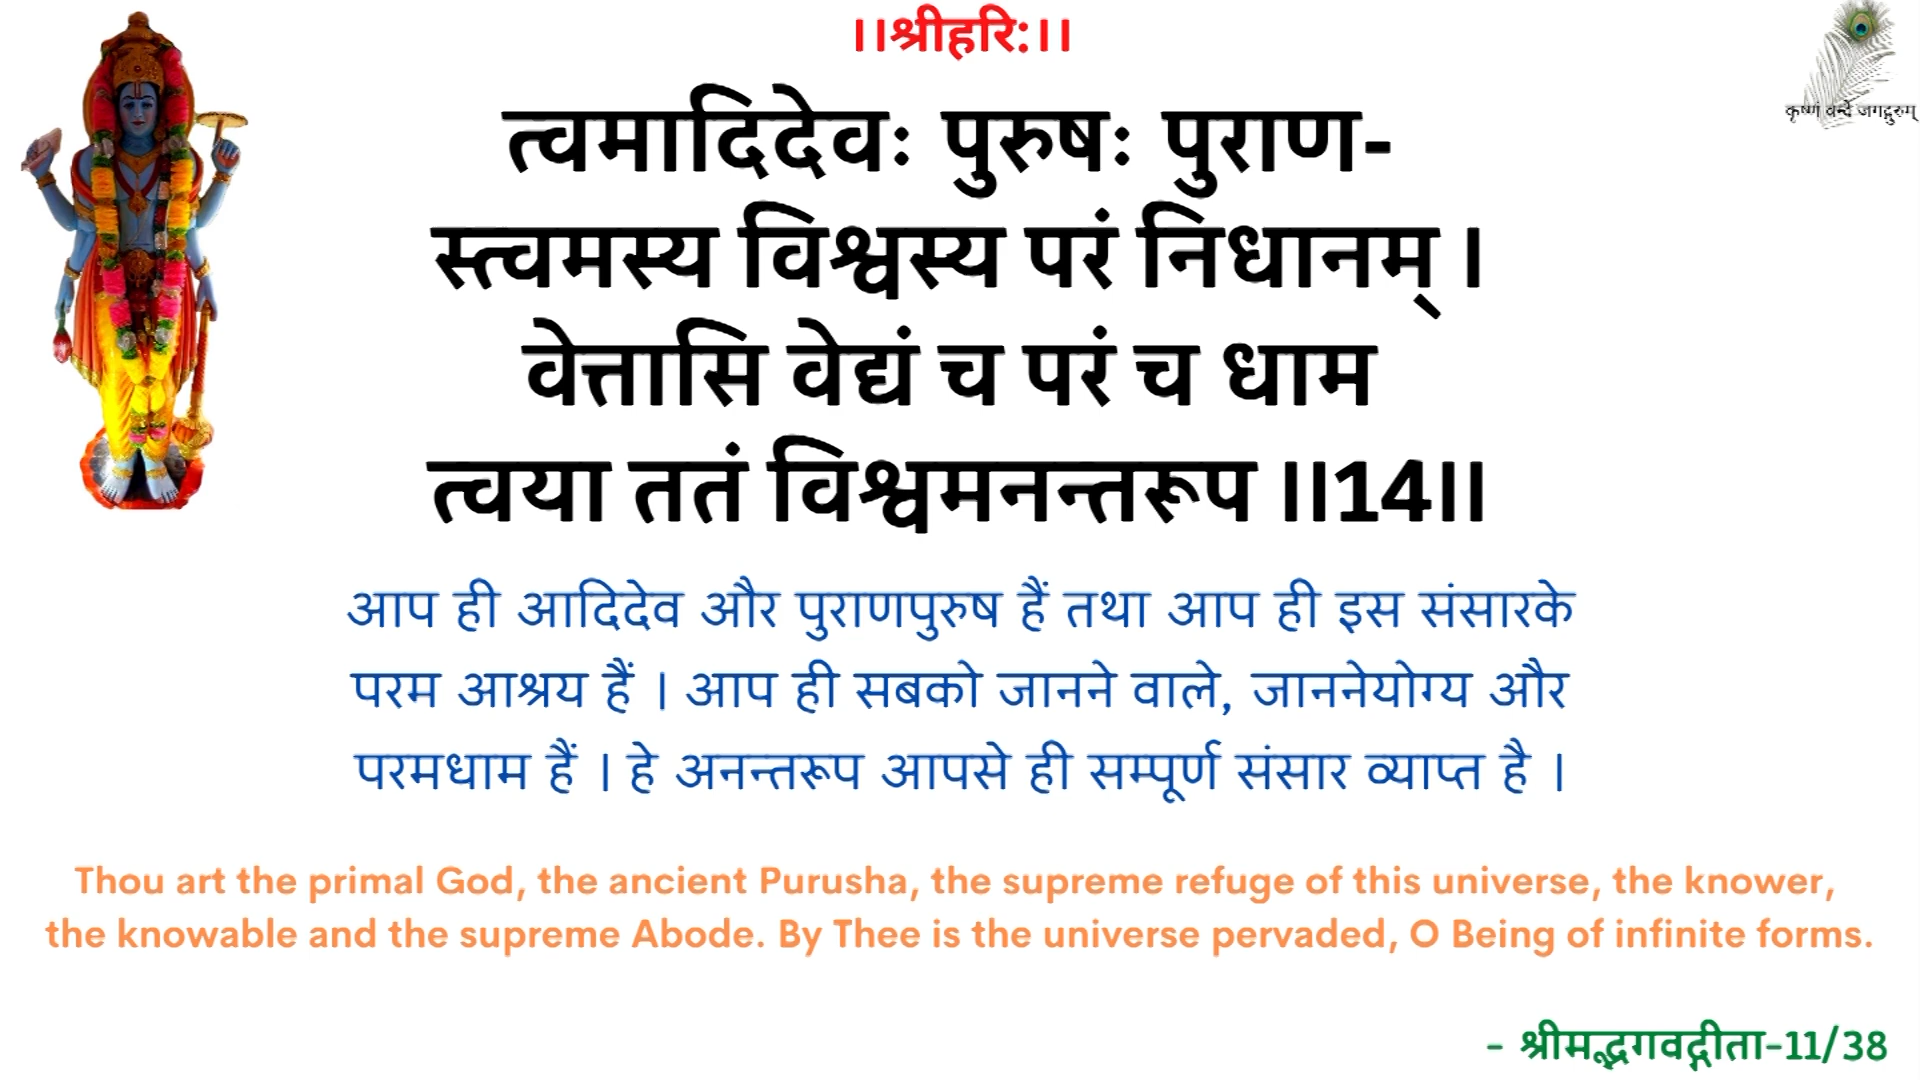 ।।श्रीहरि:।।
कृष्णं वन्दे जगद्गुरुम्
त्वमादिदेवः पुरुषः पुराण-
स्त्वमस्य विश्वस्य परं निधानम् ।
वेत्तासि वेद्यं च परं च धाम
त्वया ततं विश्वमनन्तरूप ।।14।।
आप ही आदिदेव और पुराणपुरुष हैं तथा आप ही इस संसारके
परम आश्रय हैं । आप ही सबको जानने वाले, जाननेयोग्य और
परमधाम हैं । हे अनन्तरूप आपसे ही सम्पूर्ण संसार व्याप्त है ।
Thou art the primal God, the ancient Purusha, the supreme refuge of this universe, the knower,
the knowable and the supreme Abode. By Thee is the universe pervaded, O Being of infinite forms.
- श्रीमद्भगवद्गीता-11/38